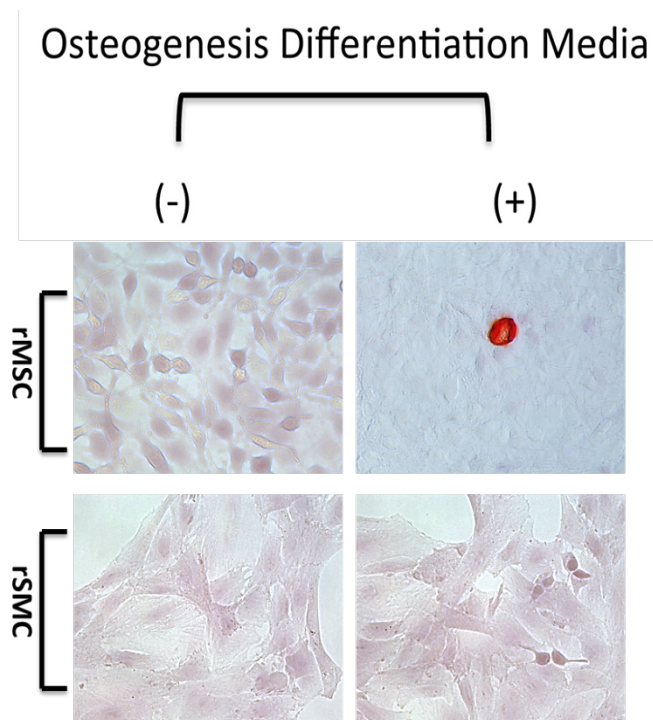 Osteogenesis Differentiation Media
(-)
(+)
rMSC
rSMC